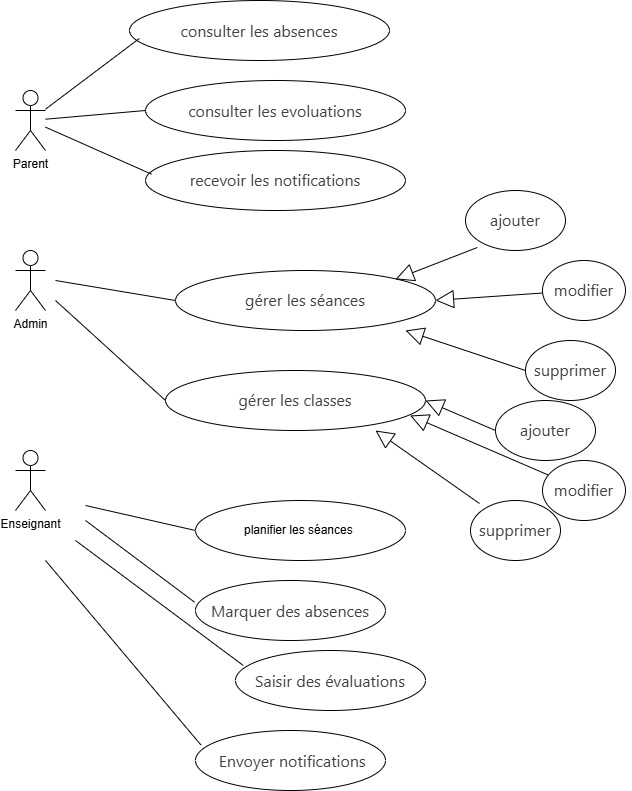 consulter les absences
consulter les evoluations
Parent
recevoir les notifications
ajouter
gérer les séances
modifier
Admin
supprimer
gérer les classes
ajouter
modifier
Enseignant
planifier les séances
supprimer
Marquer des absences
Saisir des évaluations
Envoyer notifications